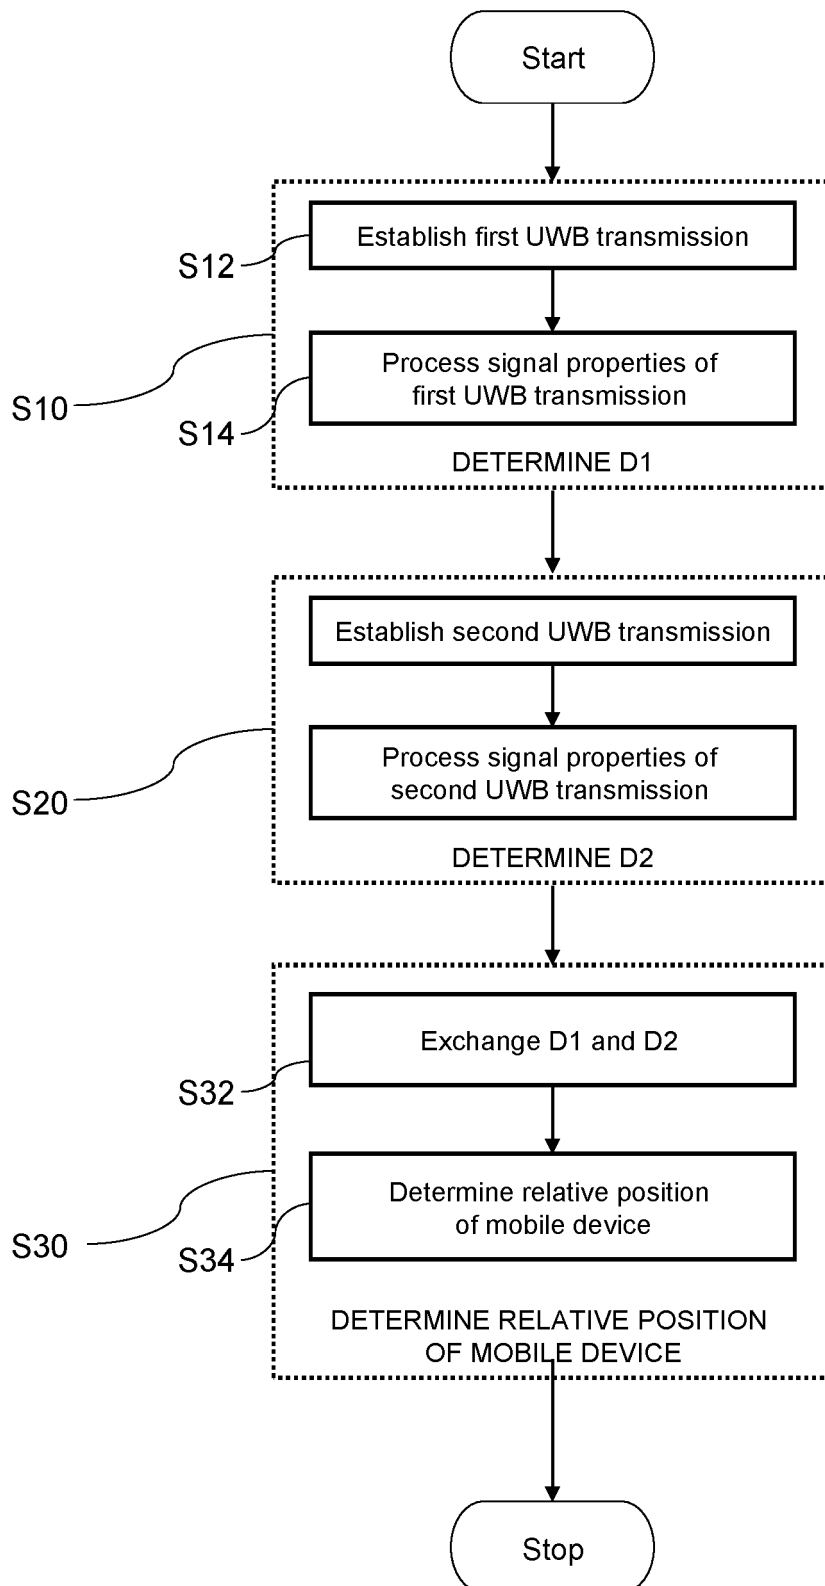 Start
Establish first UWB transmission
S12
Process signal properties of
first UWB transmission
S10
S14
DETERMINE D1
Establish second UWB transmission
Process signal properties of
second UWB transmission
S20
DETERMINE D2
Exchange D1 and D2
S32
Determine relative position
of mobile device
S30
S34
DETERMINE RELATIVE POSITION
OF MOBILE DEVICE
Stop